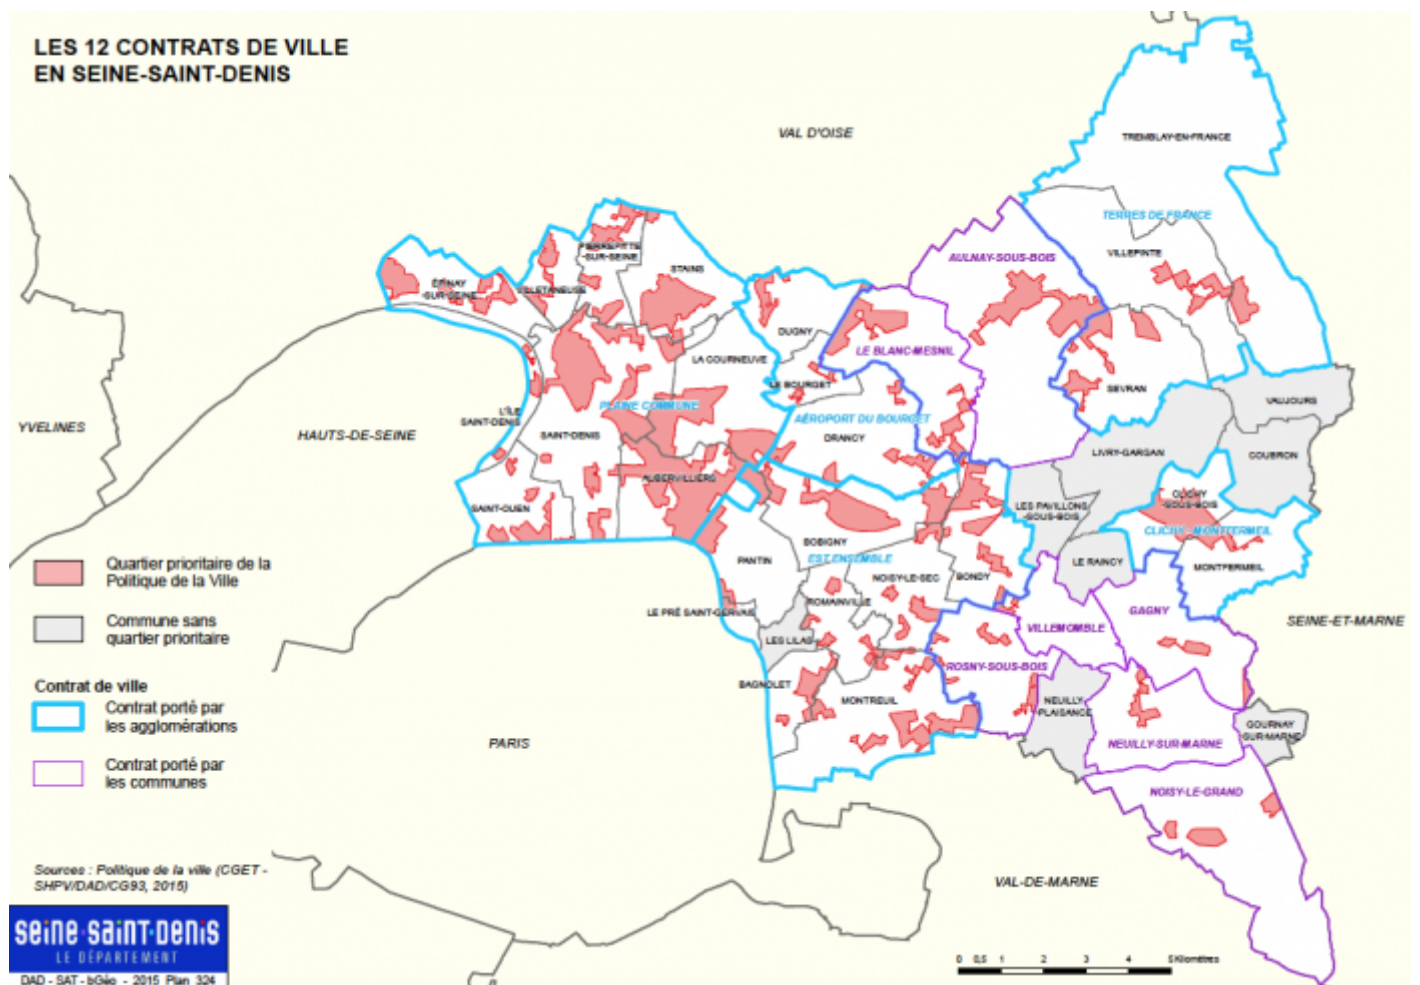 LES 12 CONTRATS DE VILLE
EN SEINE-SAINT-DENIS
VAL D'OISE
TREMBLAY-EN-FRANCE
TERRES DE FRANCE
VILLEPINTE
AULNAY-SOUS-BOIS
PIERREFITTE
-SUR-SEINE
STAINS
ÉPINAY
-SUR-SEINE
VILLETANEUSE
DUGNY
LA COURNEUVE
LE BLANC-MESNIL
LE BOURGET
SEVRAN
VAUJOURS
PLAINE COMMUNE
L'ÎLE
SAINT-DENIS
AÉROPORT DU BOURGET
YVELINES
HAUTS-DE-SEINE
SAINT-DENIS
DRANCY
LIVRY-GARGAN
COUBRON
AUBERVILLIERS
SAINT-OUEN
LES PAVILLONS
-SOUS-BOIS
CLICHY
-SOUS-BOIS
CLICHY-MONTFERMEIL
BOBIGNY
PANTIN
EST ENSEMBLE
LE RAINCY
MONTFERMEIL
NOISY-LE-SEC
BONDY
ROMAINVILLE
LE PRÉ SAINT-GERVAIS
GAGNY
SEINE-ET-MARNE
VILLEMOMBLE
LES LILAS
ROSNY-SOUS-BOIS
BAGNOLET
MONTREUIL
NEUILLY
-PLAISANCE
GOURNAY
-SUR-MARNE
NEUILLY-SUR-MARNE
PARIS
NOISY-LE-GRAND
VAL-DE-MARNE
Quartier prioritaire de la
Politique de la Ville
Commune sans
quartier prioritaire
Contrat de ville
Contrat porté par
les agglomérations
Contrat porté par
les communes
Sources : Politique de la ville (CGET -
SHPV/DAD/CG93, 2015)
seine-saint-denis
LE DÉPARTEMENT
DAD - SAT - bGéo - 2015 Plan 324
0 0,5 1 2 3 4 5 Kilomètres